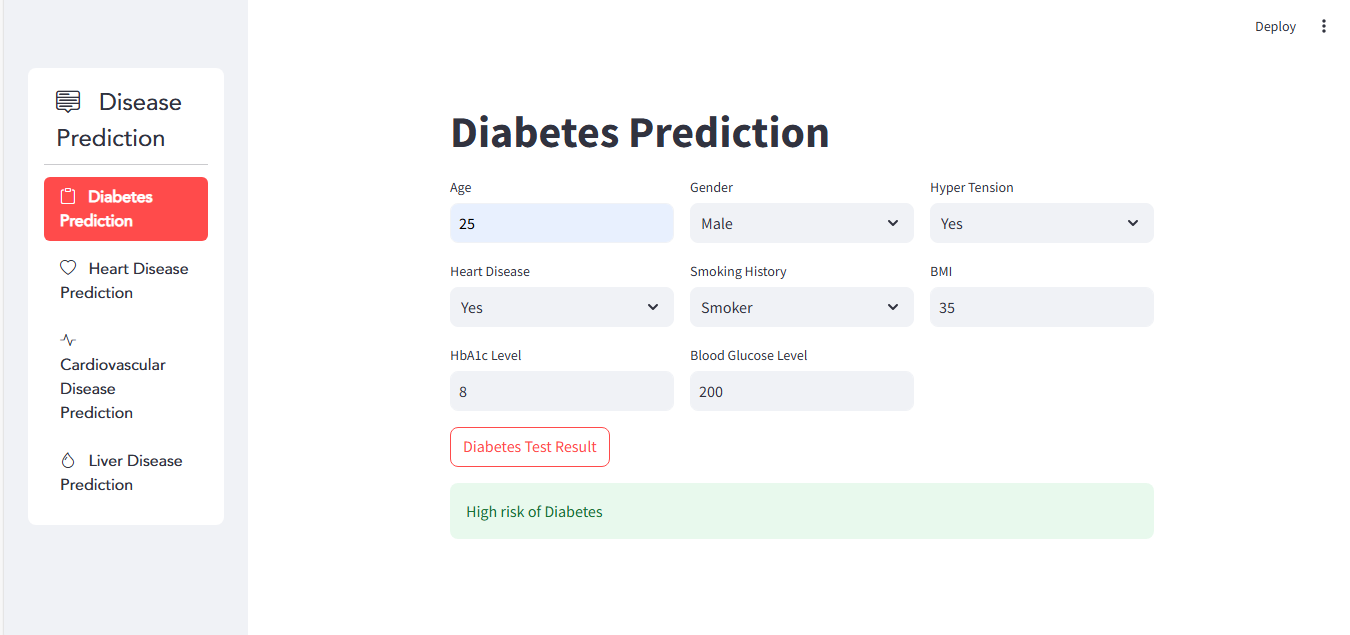 Deploy
Disease
Prediction
Diabetes
Prediction
Heart Disease
Prediction
Cardiovascular
Disease
Prediction
Liver Disease
Prediction
Diabetes Prediction
Age
Gender
Hyper Tension
25
Male
Yes
Heart Disease
Smoking History
BMI
Yes
Smoker
35
HbA1c Level
Blood Glucose Level
8
200
Diabetes Test Result
High risk of Diabetes